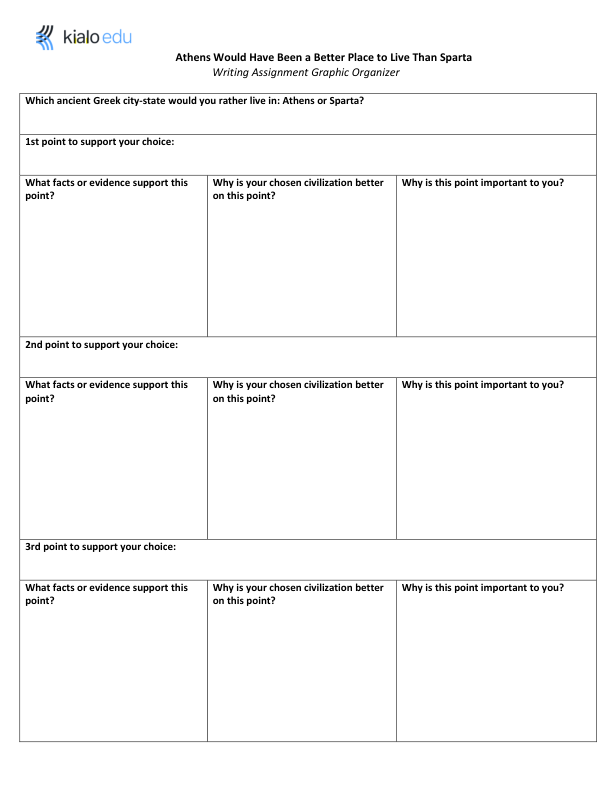 kialo edu
Athens Would Have Been a Better Place to Live Than Sparta
Writing Assignment Graphic Organizer
Which ancient Greek city-state would you rather live in: Athens or Sparta?
1st point to support your choice:
What facts or evidence support this
point?
Why is your chosen civilization better
on this point?
Why is this point important to you?
2nd point to support your choice:
What facts or evidence support this
point?
Why is your chosen civilization better
on this point?
Why is this point important to you?
3rd point to support your choice:
What facts or evidence support this
point?
Why is your chosen civilization better
on this point?
Why is this point important to you?